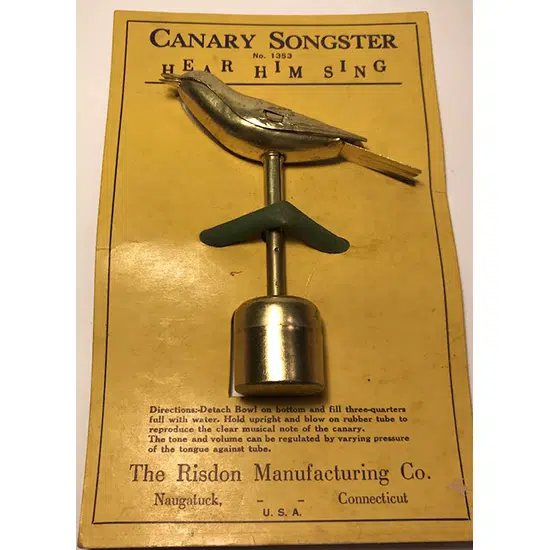 CANARY SONGSTER
No. 1353
HEAR HIM SING
Directions:-Detach Bowl on bottom and fill three-quarters
full with water. Hold upright and blow on rubber tube to
reproduce the clear musical note of the canary.
The tone and volume can be regulated by varying pressure
of the tongue against tube.
The Risdon Manufacturing Co.
Naugatuck, - - Connecticut
U. S. A.